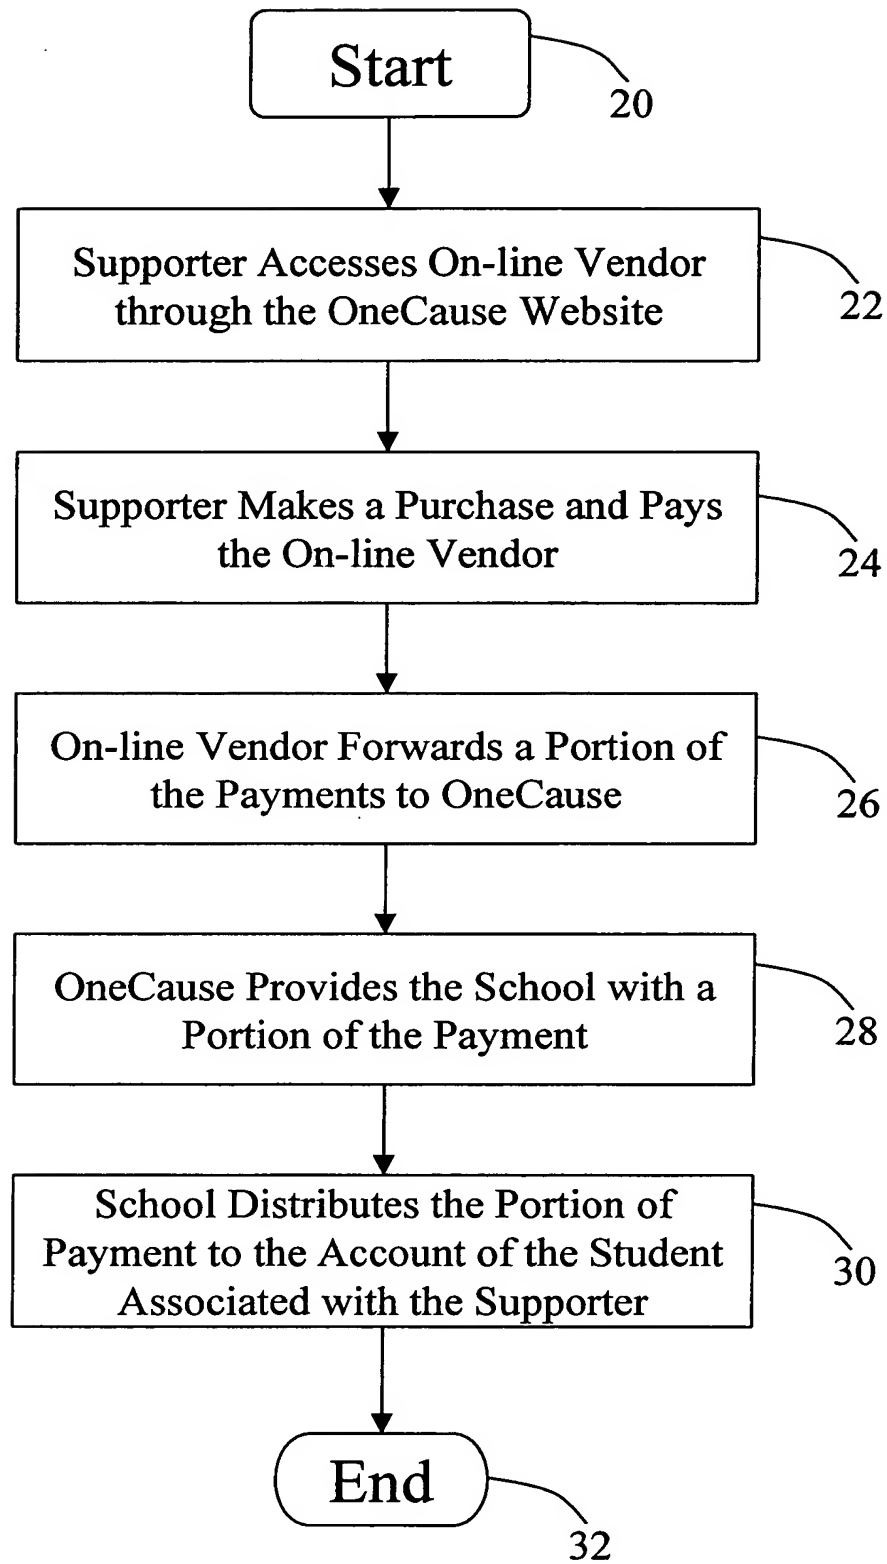 Start
20
Supporter Accesses On-line Vendor
through the OneCause Website
22
Supporter Makes a Purchase and Pays
the On-line Vendor
24
On-line Vendor Forwards a Portion of
the Payments to OneCause
26
OneCause Provides the School with a
Portion of the Payment
28
School Distributes the Portion of
Payment to the Account of the Student
Associated with the Supporter
30
End
32